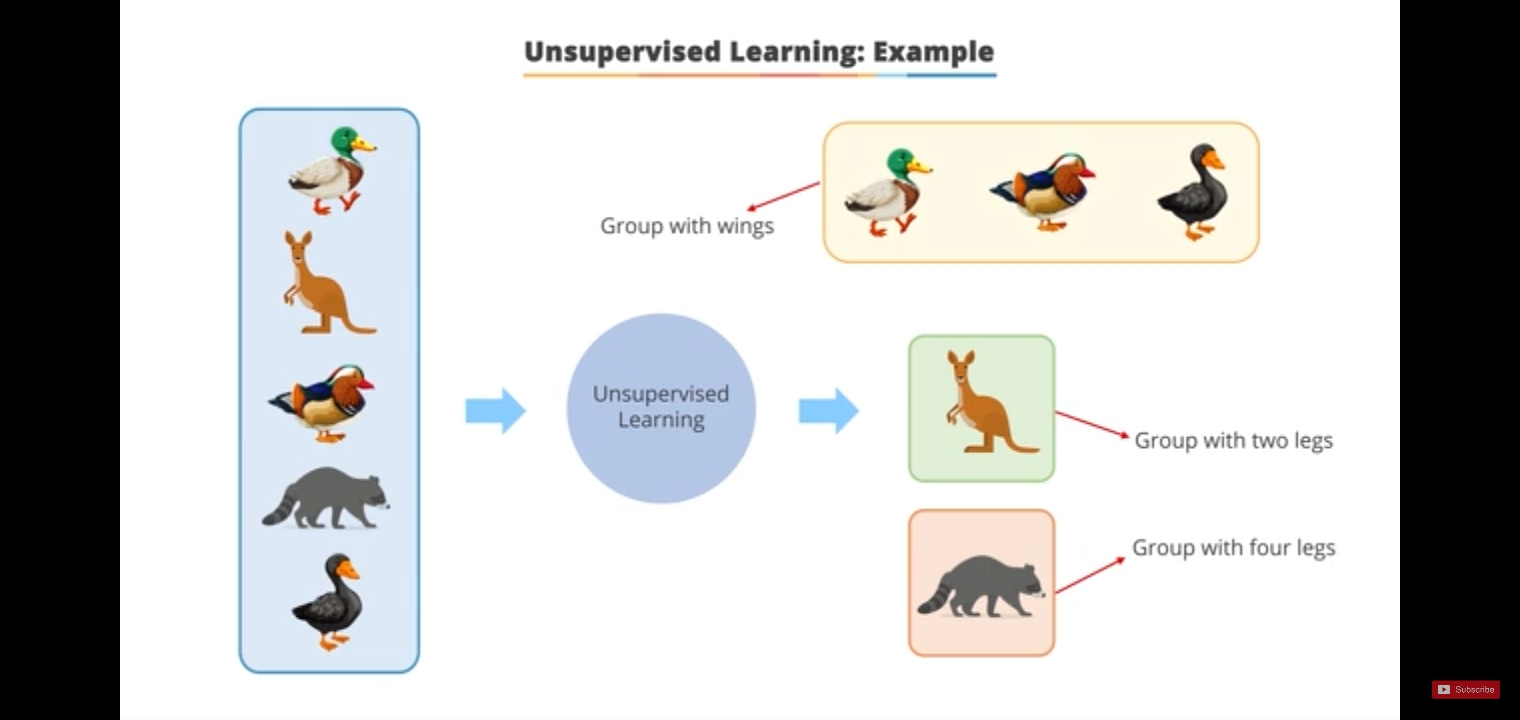 Unsupervised Learning: Example
Group with wings
Unsupervised
Learning
Group with two legs
Group with four legs
Subscribe